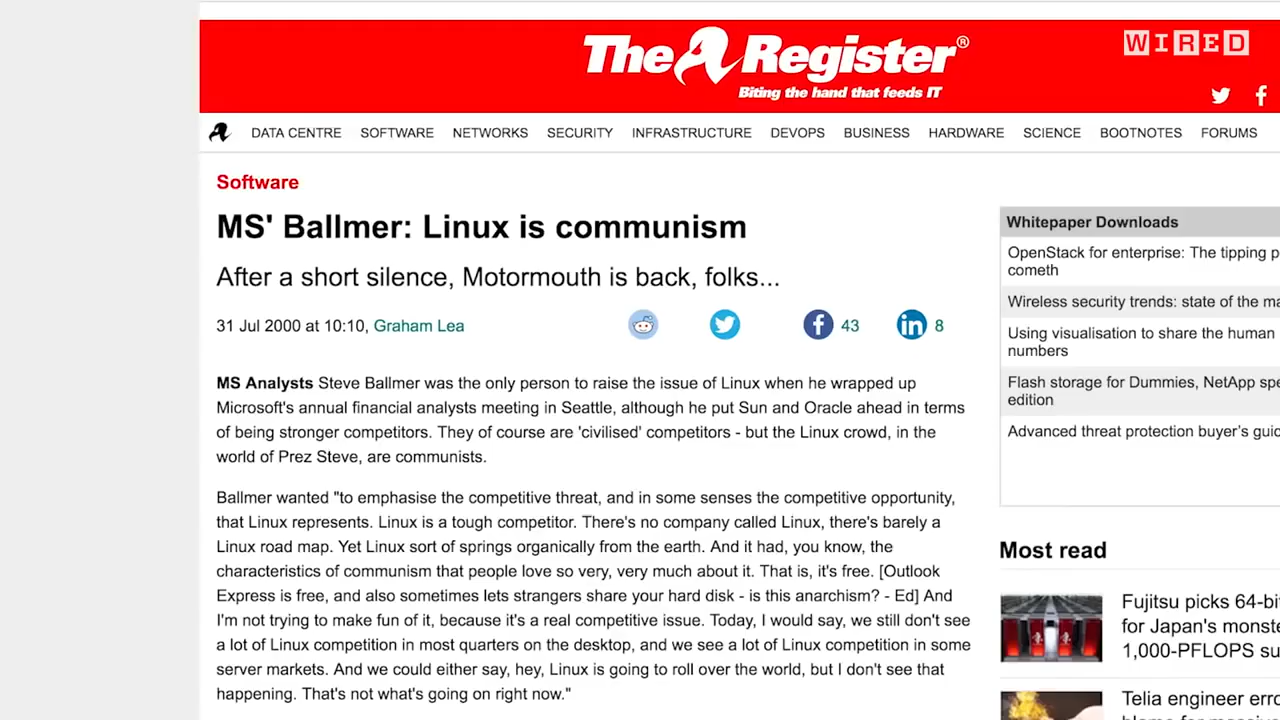 The Register®
Biting the hand that feeds IT
WIRED
DATA CENTRE SOFTWARE NETWORKS SECURITY INFRASTRUCTURE DEVOPS BUSINESS HARDWARE SCIENCE BOOTNOTES FORUMS
Software
MS' Ballmer: Linux is communism
After a short silence, Motormouth is back, folks...
31 Jul 2000 at 10:10, Graham Lea
43
8
MS Analysts Steve Ballmer was the only person to raise the issue of Linux when he wrapped up
Microsoft's annual financial analysts meeting in Seattle, although he put Sun and Oracle ahead in terms
of being stronger competitors. They of course are 'civilised' competitors - but the Linux crowd, in the
world of Prez Steve, are communists.
Ballmer wanted "to emphasise the competitive threat, and in some senses the competitive opportunity,
that Linux represents. Linux is a tough competitor. There's no company called Linux, there's barely a
Linux road map. Yet Linux sort of springs organically from the earth. And it had, you know, the
characteristics of communism that people love so very, very much about it. That is, it's free. [Outlook
Express is free, and also sometimes lets strangers share your hard disk - is this anarchism? - Ed] And
I'm not trying to make fun of it, because it's a real competitive issue. Today, I would say, we still don't see
a lot of Linux competition in most quarters on the desktop, and we see a lot of Linux competition in some
server markets. And we could either say, hey, Linux is going to roll over the world, but I don't see that
happening. That's not what's going on right now."
Whitepaper Downloads
OpenStack for enterprise: The tipping
cometh
Wireless security trends: state of the
Using visualisation to share the human
numbers
Flash storage for Dummies, NetApp
edition
Advanced threat protection buyer's
Most read
Fujitsu picks
for Japan's
1,000-PFLOPS
Telia engineer